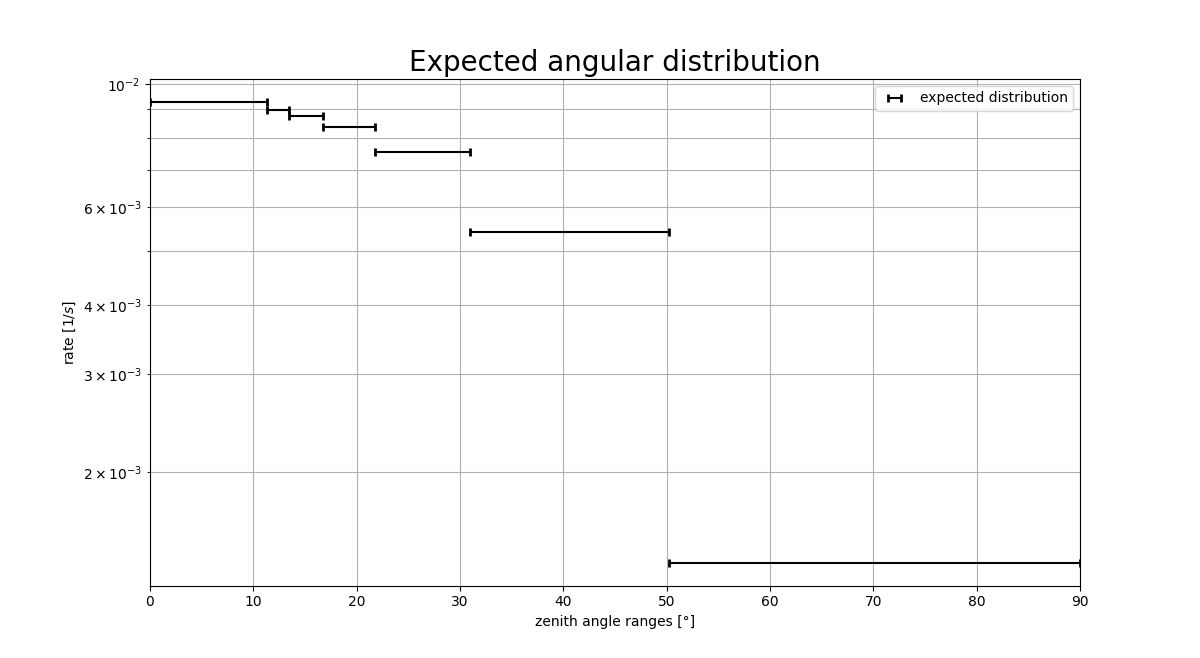 Expected angular distribution
expected distribution
10⁻²
6 × 10⁻³
4 × 10⁻³
3 × 10⁻³
2 × 10⁻³
rate [1/s]
0 10 20 30 40 50 60 70 80 90
zenith angle ranges [°]